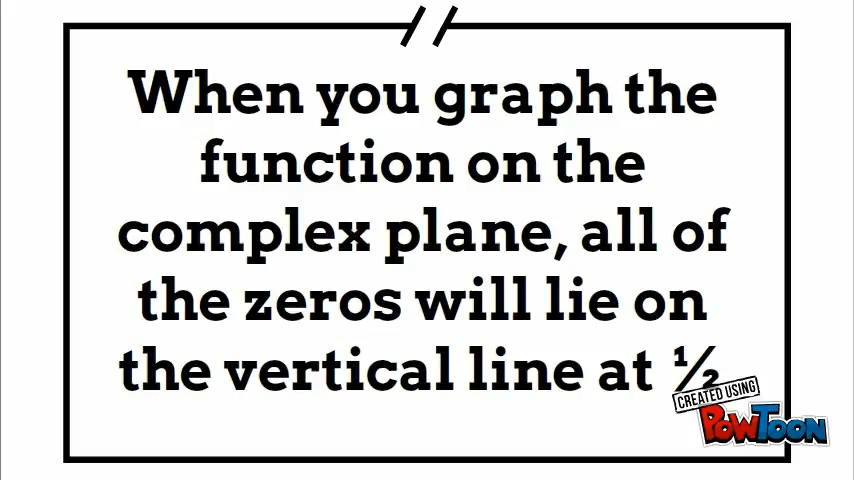 When you graph the
function on the
complex plane, all of
the zeros will lie on
the vertical line at ½
CREATED USING
POWTOON